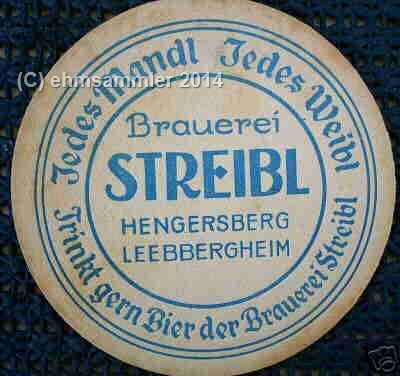 (C) ehmsammler 2014
Jedes Mandl Jedes Weibl
Brauerei
STREIBL
HENGERSBERG
LEEBBERGHEIM
Trinkt gern Bier der Brauerei Streibl